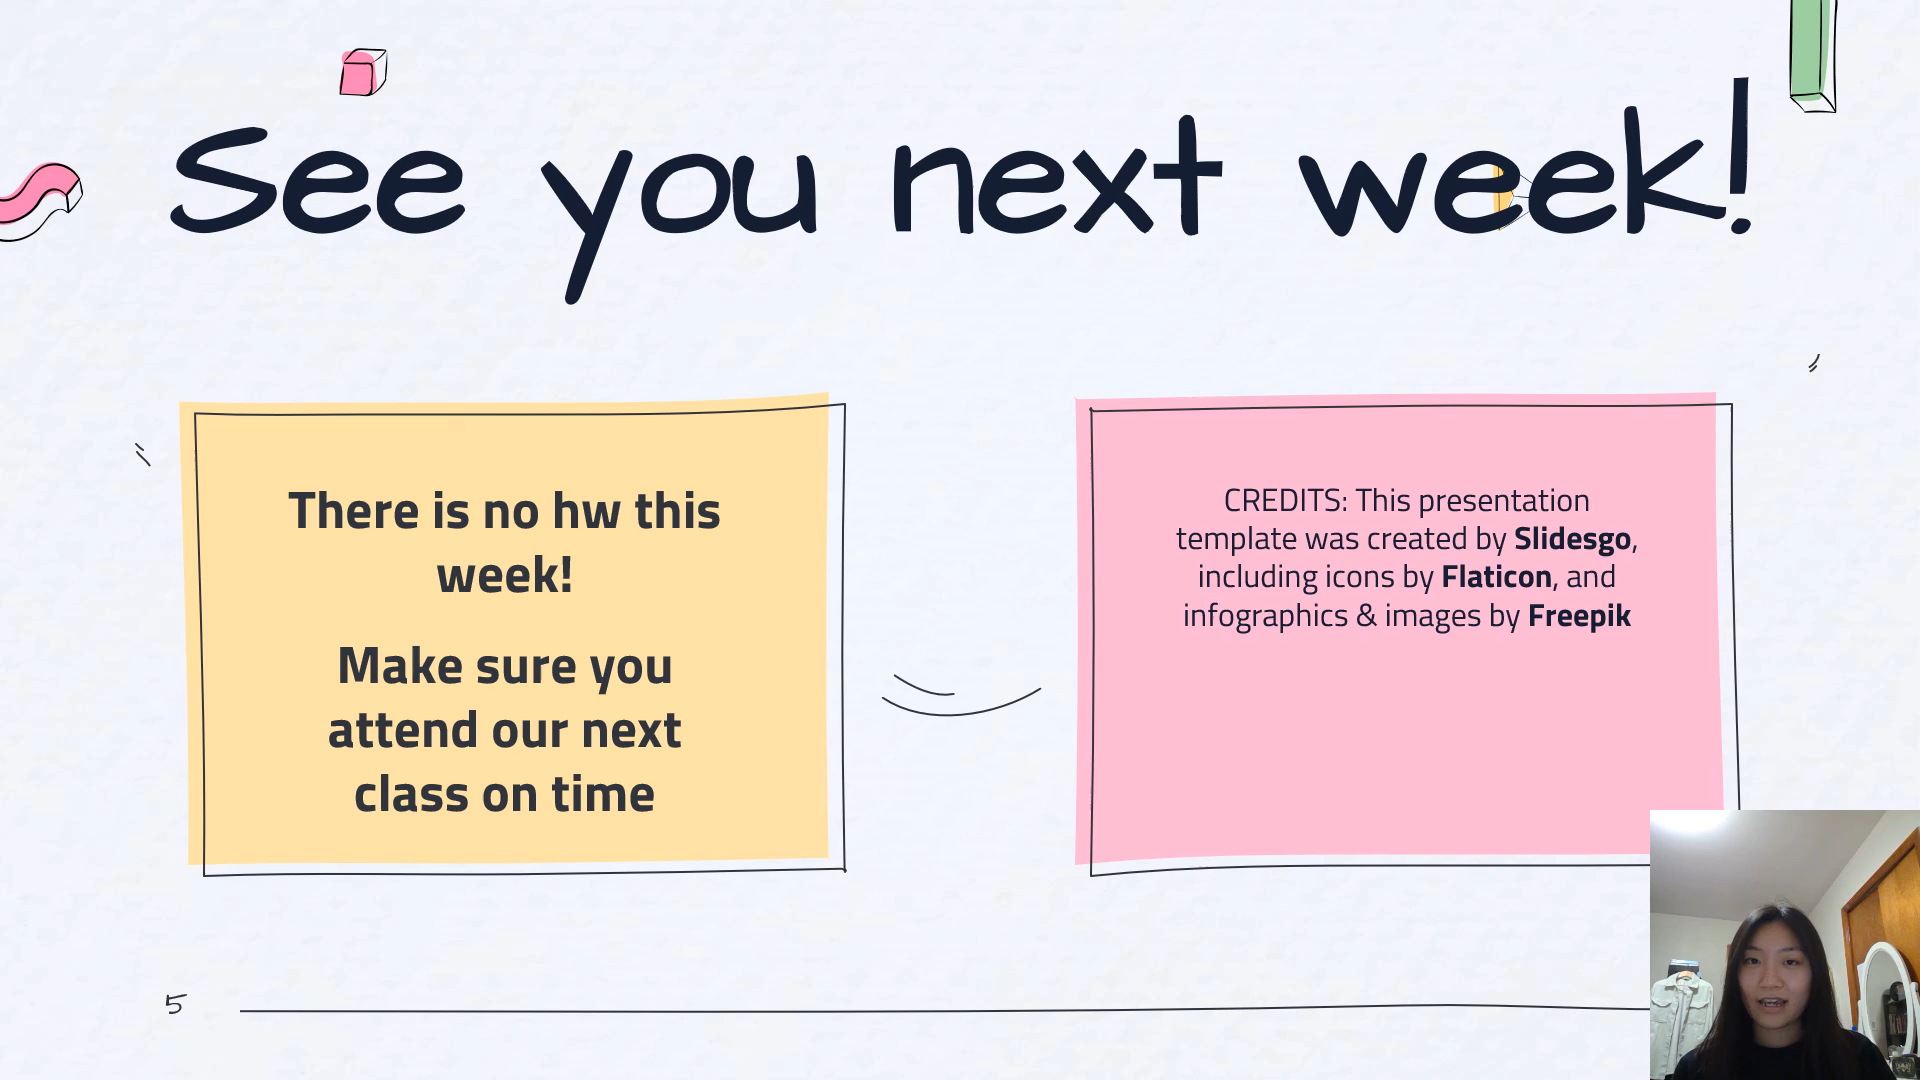 See you next week!
There is no hw this
week!
Make sure you
attend our next
class on time
CREDITS: This presentation
template was created by Slidesgo,
including icons by Flaticon, and
infographics & images by Freepik
5